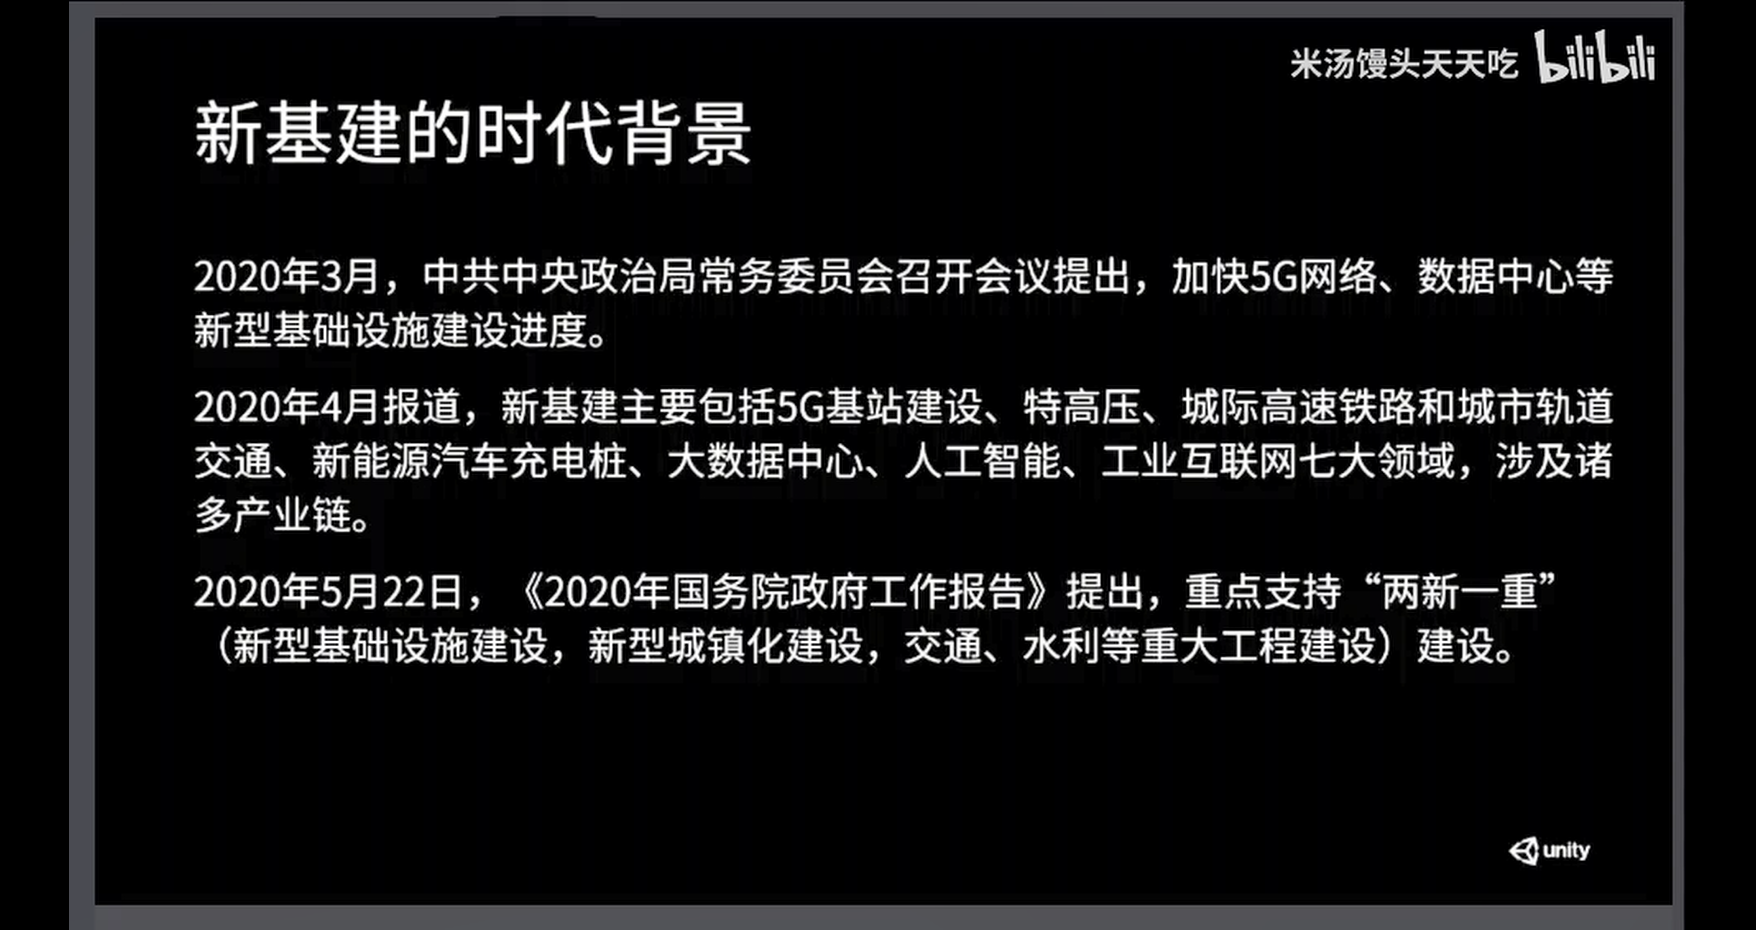 米汤馒头天天吃 bilibili
新基建的时代背景
2020年3月，中共中央政治局常务委员会召开会议提出，加快5G网络、数据中心等
新型基础设施建设进度。
2020年4月报道，新基建主要包括5G基站建设、特高压、城际高速铁路和城市轨道
交通、新能源汽车充电桩、大数据中心、人工智能、工业互联网七大领域，涉及诸
多产业链。
2020年5月22日，《2020年国务院政府工作报告》提出，重点支持“两新一重”
（新型基础设施建设，新型城镇化建设，交通、水利等重大工程建设）建设。
unity